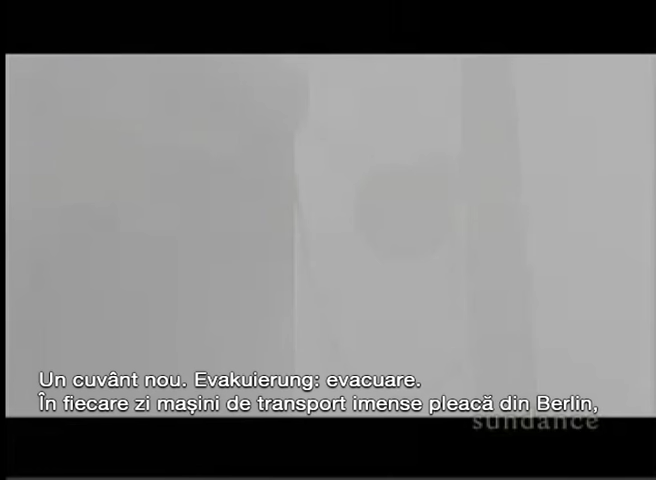 Un cuvânt nou. Evakuierung: evacuare.
În fiecare zi mașini de transport imense pleacă din Berlin,
sundance